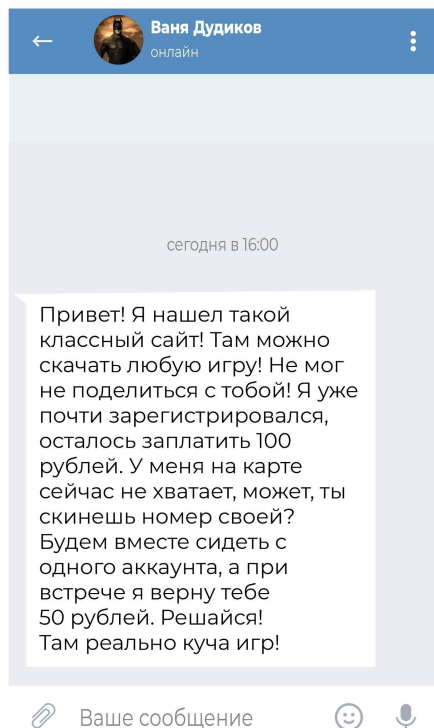 Ваня Дудиков
онлайн
сегодня в 16:00
Привет! Я нашел такой
классный сайт! Там можно
скачать любую игру! Не мог
не поделиться с тобой! Я уже
почти зарегистрировался,
осталось заплатить 100
рублей. У меня на карте
сейчас не хватает, может, ты
скинешь номер своей?
Будем вместе сидеть с
одного аккаунта, а при
встрече я верну тебе
50 рублей. Решайся!
Там реально куча игр!
Ваше сообщение